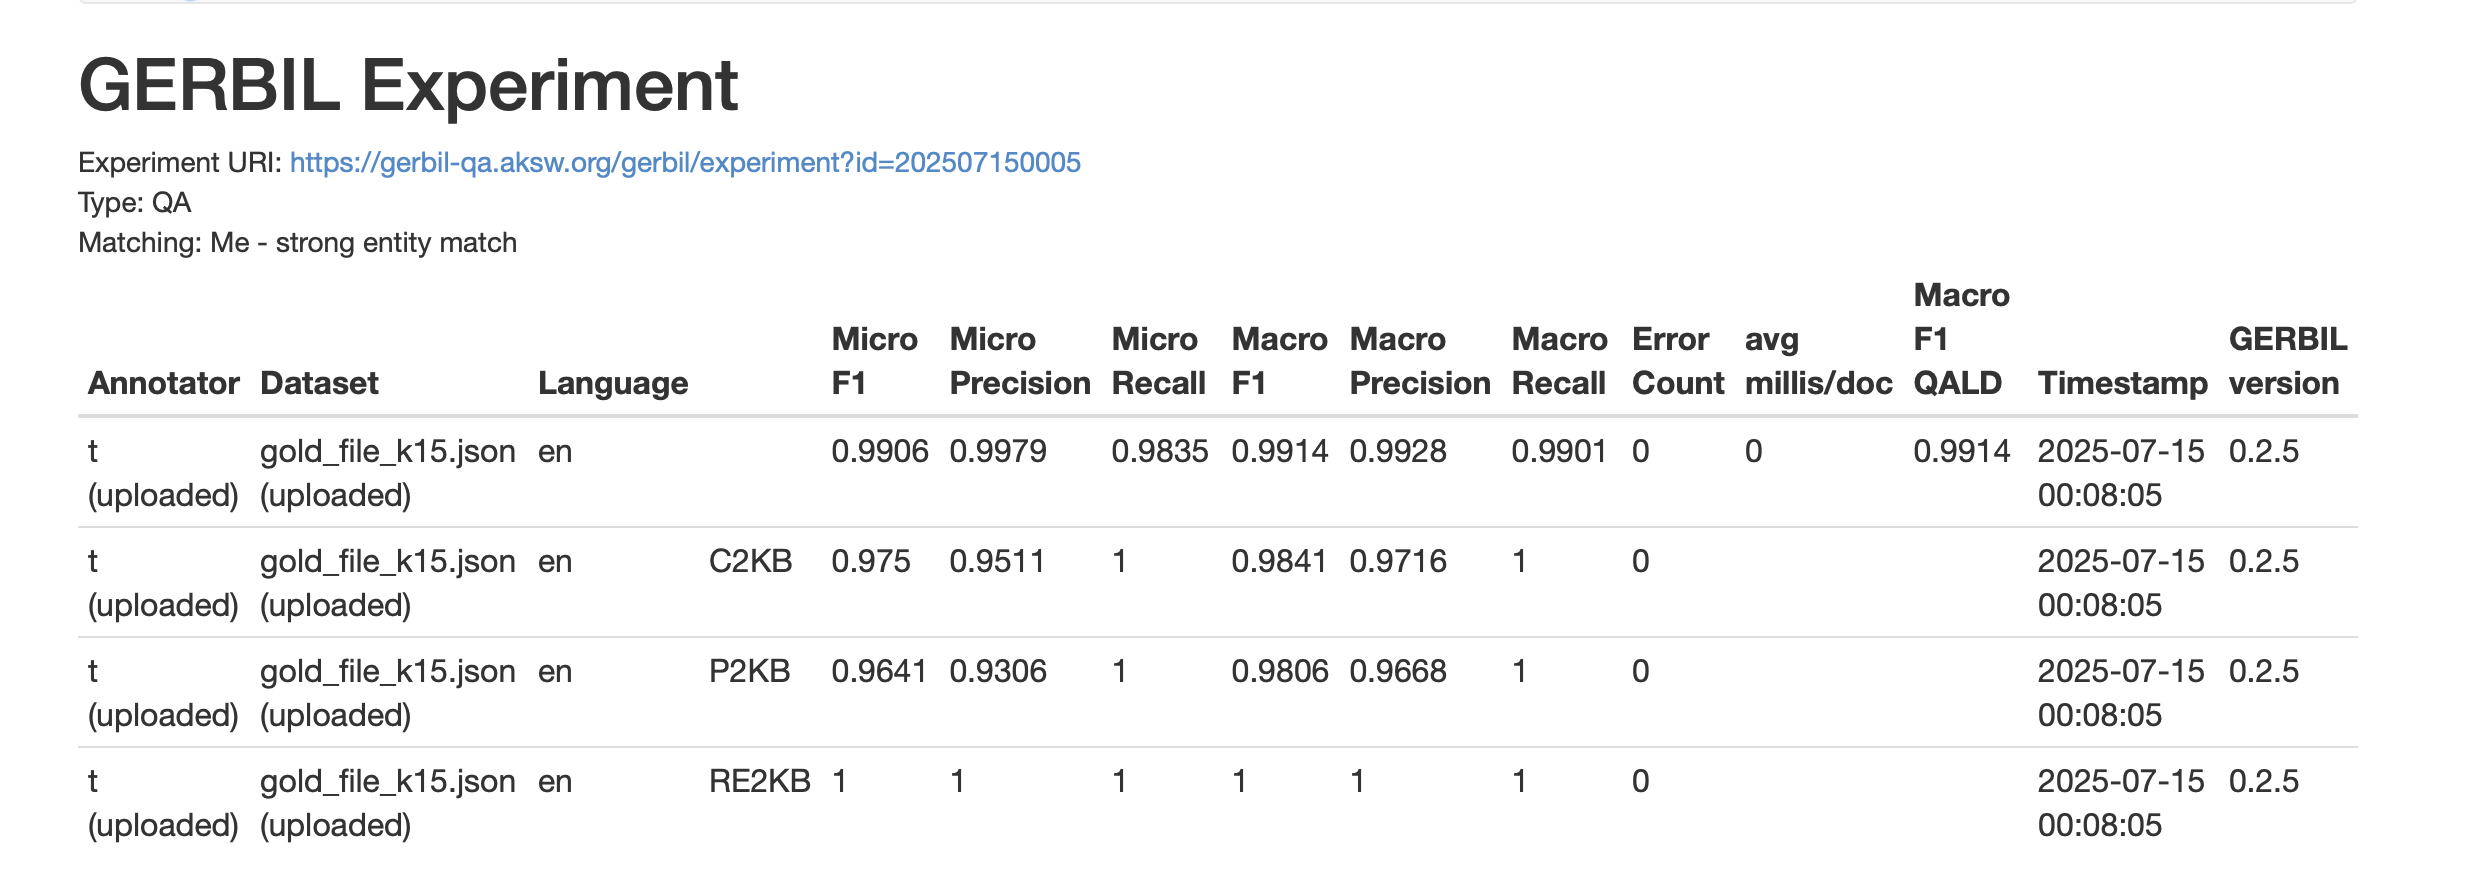 GERBIL Experiment
Experiment URI: https://gerbil-qa.aksw.org/gerbil/experiment?id=202507150005
Type: QA
Matching: Me - strong entity match
Annotator Dataset Language Micro F1 Micro Precision Micro Recall Macro F1 Macro Precision Macro Recall Error Count avg millis/doc Macro F1 QALD Timestamp GERBIL version
t (uploaded) gold_file_k15.json (uploaded) en 0.9906 0.9979 0.9835 0.9914 0.9928 0.9901 0 0 0.9914 2025-07-15 00:08:05 0.2.5
t (uploaded) gold_file_k15.json (uploaded) en C2KB 0.975 0.9511 1 0.9841 0.9716 1 0 2025-07-15 00:08:05 0.2.5
t (uploaded) gold_file_k15.json (uploaded) en P2KB 0.9641 0.9306 1 0.9806 0.9668 1 0 2025-07-15 00:08:05 0.2.5
t (uploaded) gold_file_k15.json (uploaded) en RE2KB 1 1 1 1 1 1 0 2025-07-15 00:08:05 0.2.5